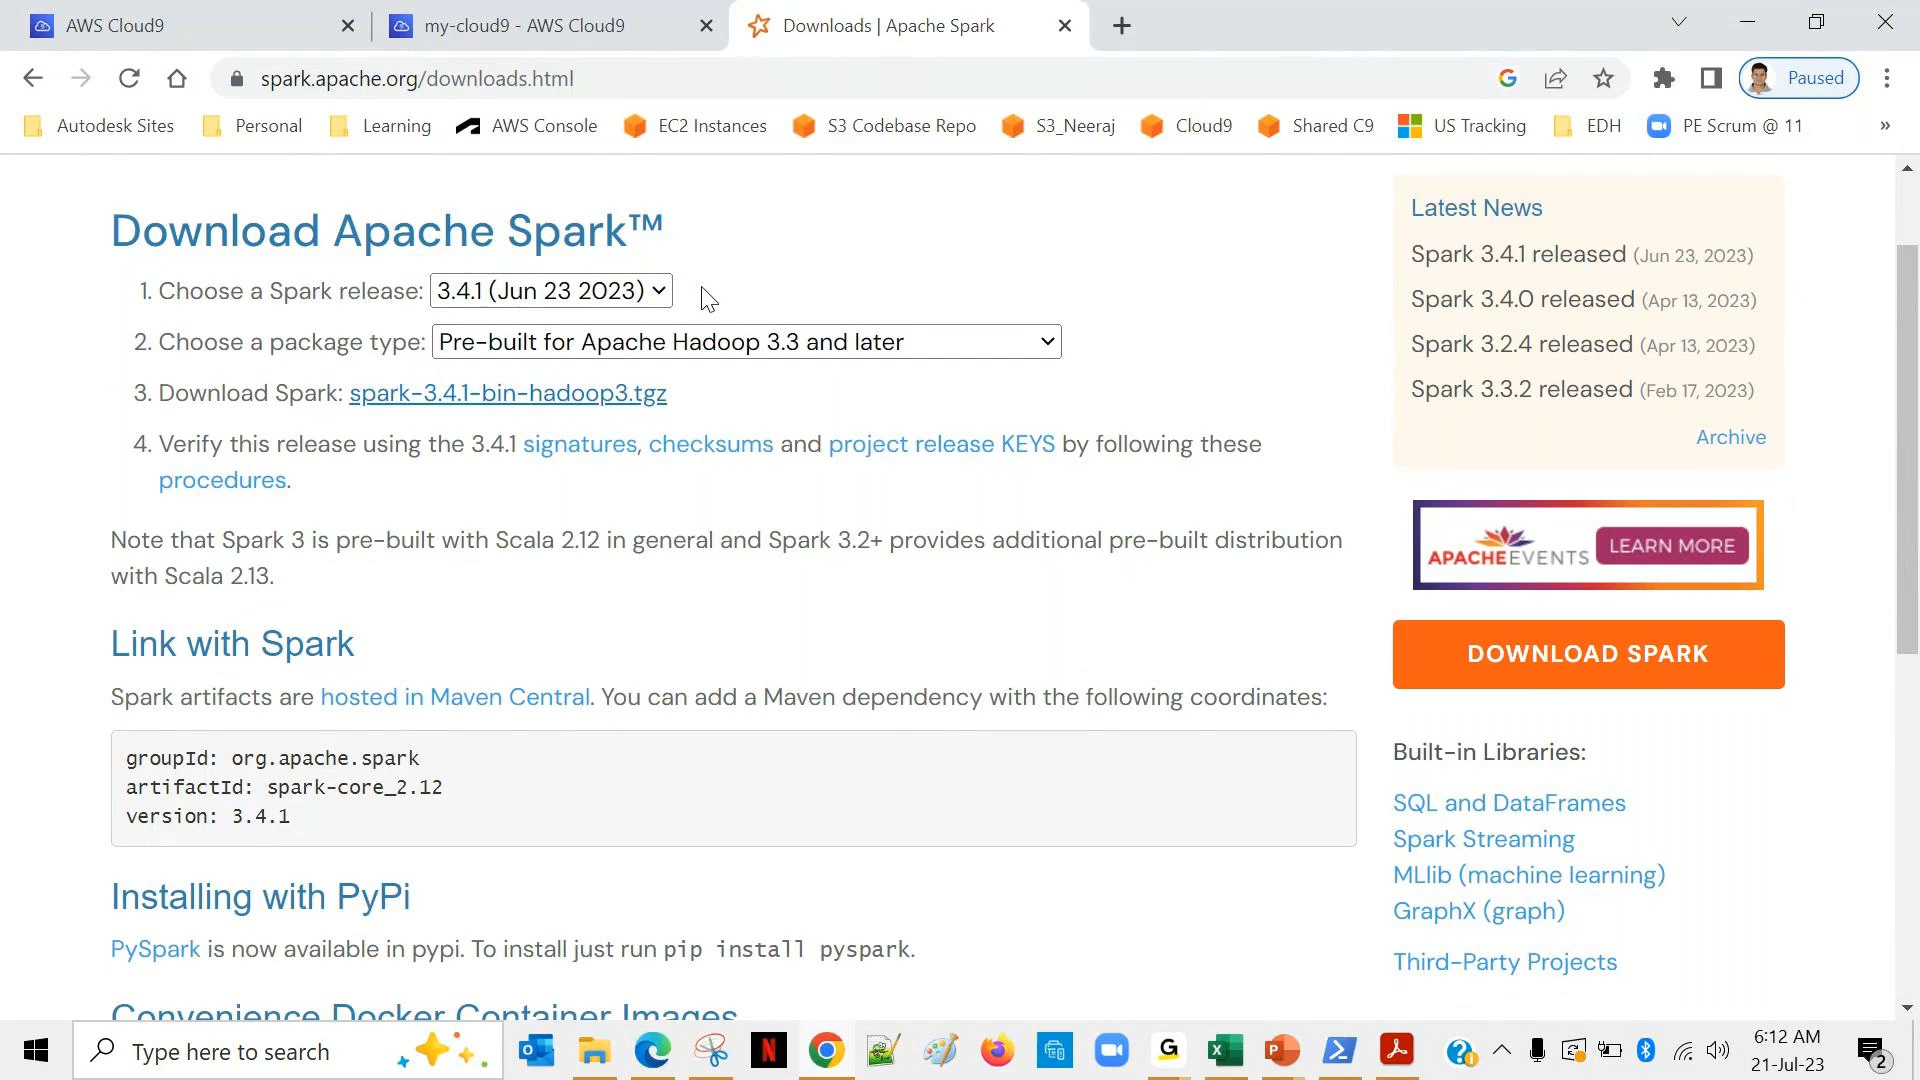 AWS Cloud9
my-cloud9 - AWS Cloud9
Downloads | Apache Spark
spark.apache.org/downloads.html
Paused
Autodesk Sites
Personal
Learning
AWS Console
EC2 Instances
S3 Codebase Repo
S3_Neeraj
Cloud9
Shared C9
US Tracking
EDH
PE Scrum @ 11
»
Download Apache Spark™
1. Choose a Spark release: 3.4.1 (Jun 23 2023)
2. Choose a package type: Pre-built for Apache Hadoop 3.3 and later
3. Download Spark: spark-3.4.1-bin-hadoop3.tgz
4. Verify this release using the 3.4.1 signatures, checksums and project release KEYS by following these
procedures.
Note that Spark 3 is pre-built with Scala 2.12 in general and Spark 3.2+ provides additional pre-built distribution
with Scala 2.13.
Link with Spark
Spark artifacts are hosted in Maven Central. You can add a Maven dependency with the following coordinates:
groupId: org.apache.spark
artifactId: spark-core_2.12
version: 3.4.1
Installing with PyPi
PySpark is now available in pypi. To install just run pip install pyspark.
Convenience Docker Container Images
Latest News
Spark 3.4.1 released (Jun 23, 2023)
Spark 3.4.0 released (Apr 13, 2023)
Spark 3.2.4 released (Apr 13, 2023)
Spark 3.3.2 released (Feb 17, 2023)
Archive
APACHE EVENTS LEARN MORE
DOWNLOAD SPARK
Built-in Libraries:
SQL and DataFrames
Spark Streaming
MLlib (machine learning)
GraphX (graph)
Third-Party Projects
Type here to search
6:12 AM
21-Jul-23
2